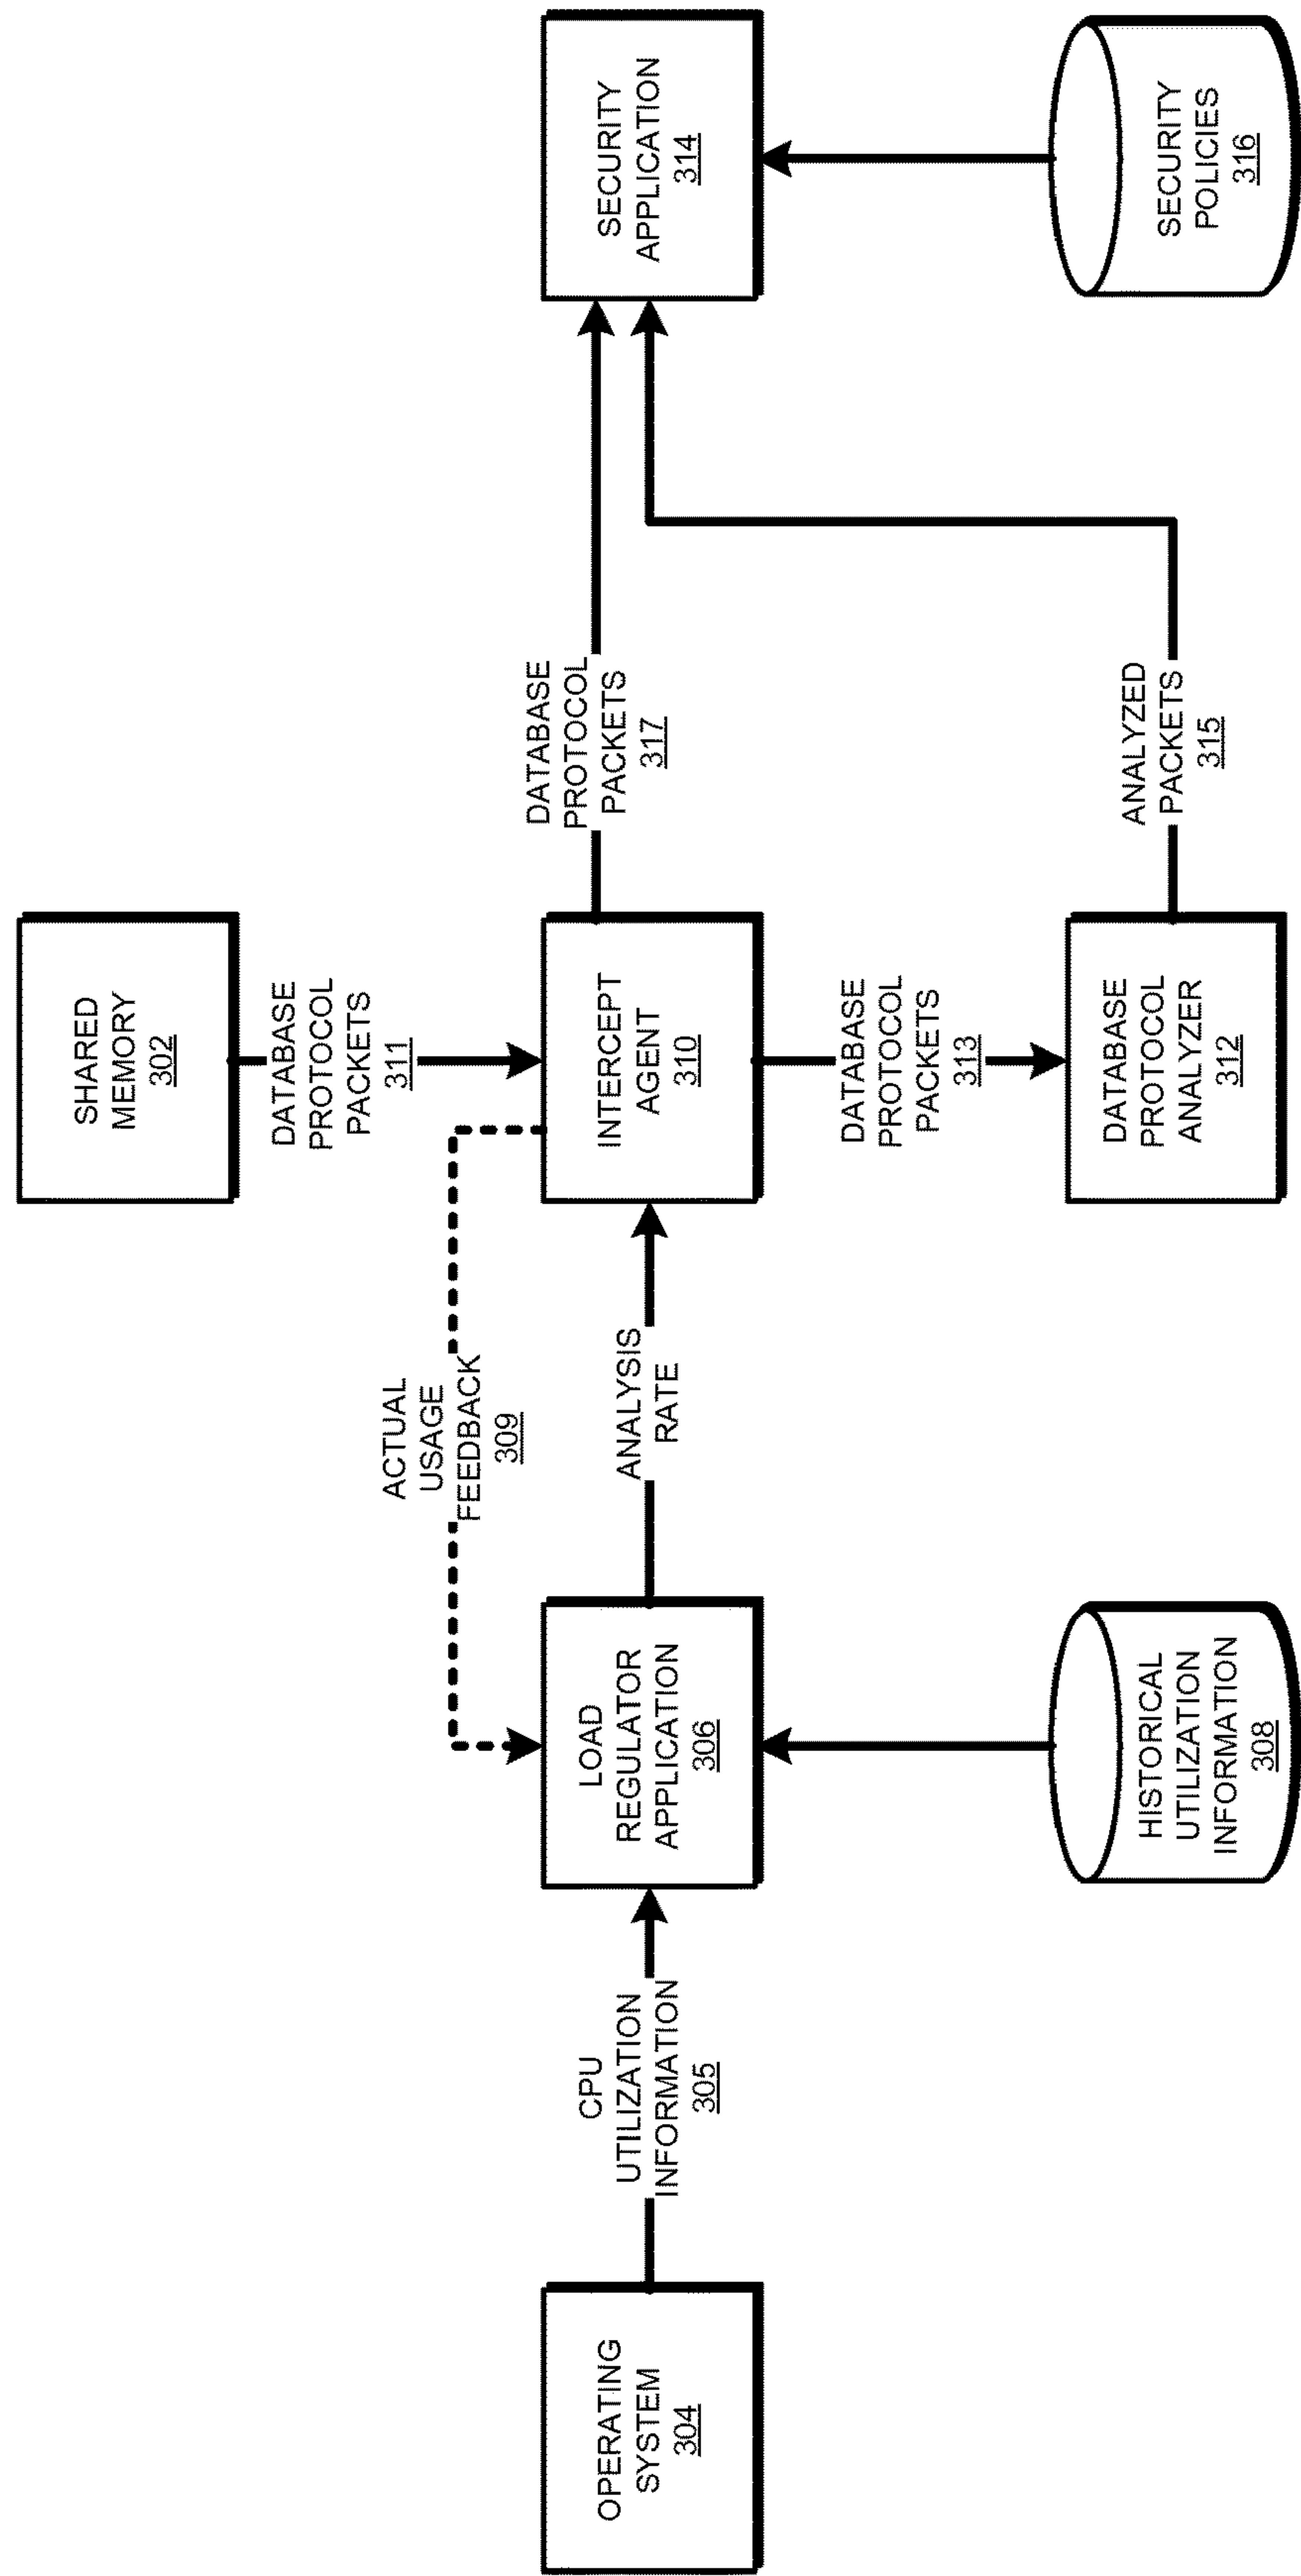 SHARED
MEMORY
302
DATABASE
PROTOCOL
PACKETS
311
ACTUAL
USAGE
FEEDBACK
309
OPERATING
SYSTEM
304
CPU
UTILIZATION
INFORMATION
305
LOAD
REGULATOR
APPLICATION
306
ANALYSIS
RATE
INTERCEPT
AGENT
310
DATABASE
PROTOCOL
PACKETS
317
SECURITY
APPLICATION
314
DATABASE
PROTOCOL
PACKETS
313
HISTORICAL
UTILIZATION
INFORMATION
308
DATABASE
PROTOCOL
ANALYZER
312
ANALYZED
PACKETS
315
SECURITY
POLICIES
316